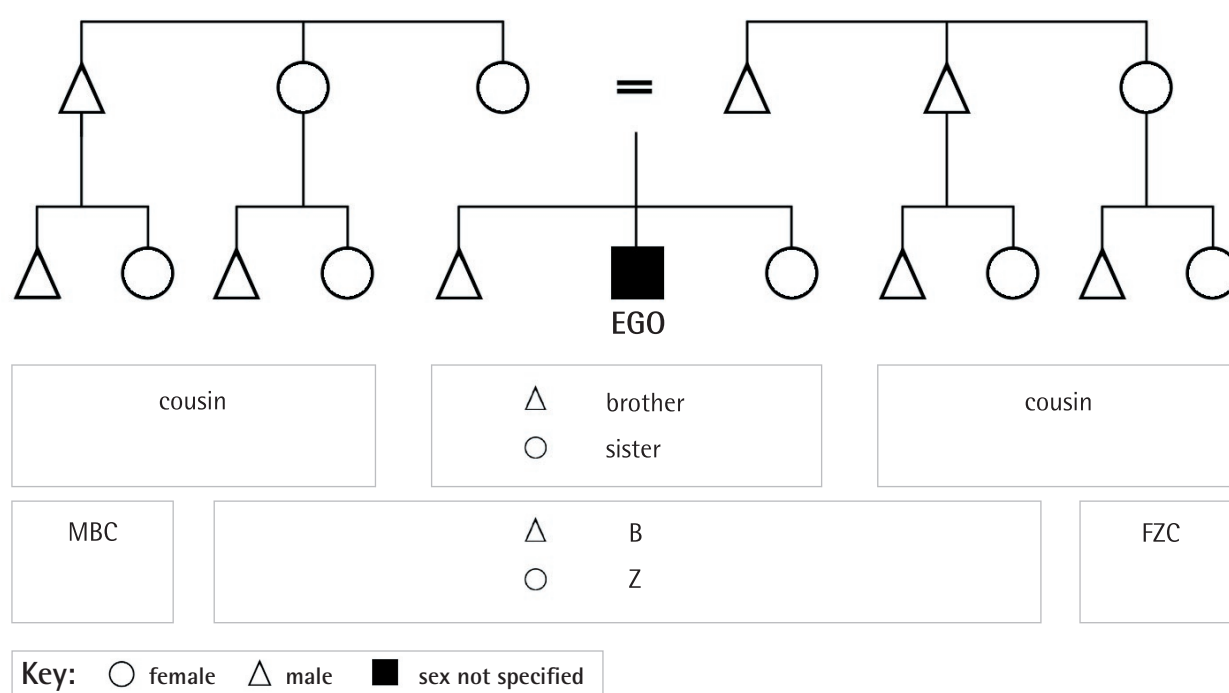 EGO
cousin
brother
cousin
sister
MBC
B
FZC
Z
Key: female male sex not specified